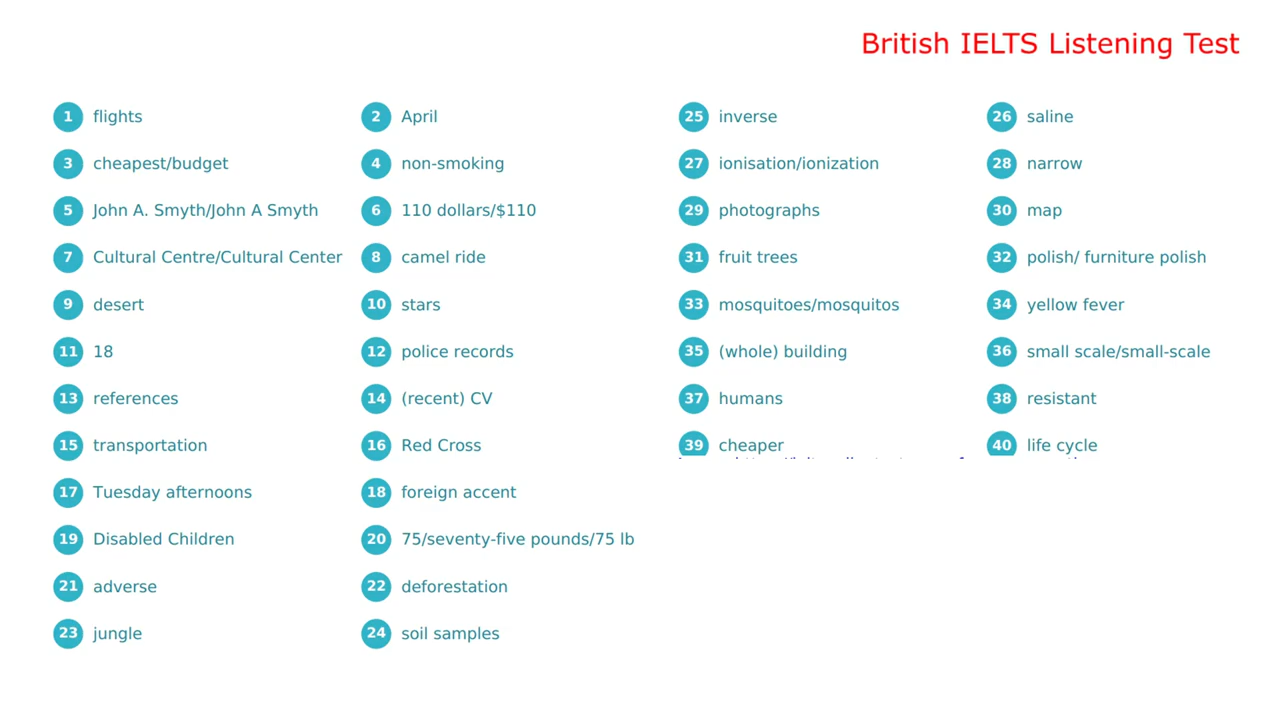 British IELTS Listening Test
1 flights
2 April
3 cheapest/budget
4 non-smoking
5 John A. Smyth/John A Smyth
6 110 dollars/$110
7 Cultural Centre/Cultural Center
8 camel ride
9 desert
10 stars
11 18
12 police records
13 references
14 (recent) CV
15 transportation
16 Red Cross
17 Tuesday afternoons
18 foreign accent
19 Disabled Children
20 75/seventy-five pounds/75 lb
21 adverse
22 deforestation
23 jungle
24 soil samples
25 inverse
26 saline
27 ionisation/ionization
28 narrow
29 photographs
30 map
31 fruit trees
32 polish/ furniture polish
33 mosquitoes/mosquitos
34 yellow fever
35 (whole) building
36 small scale/small-scale
37 humans
38 resistant
39 cheaper
40 life cycle